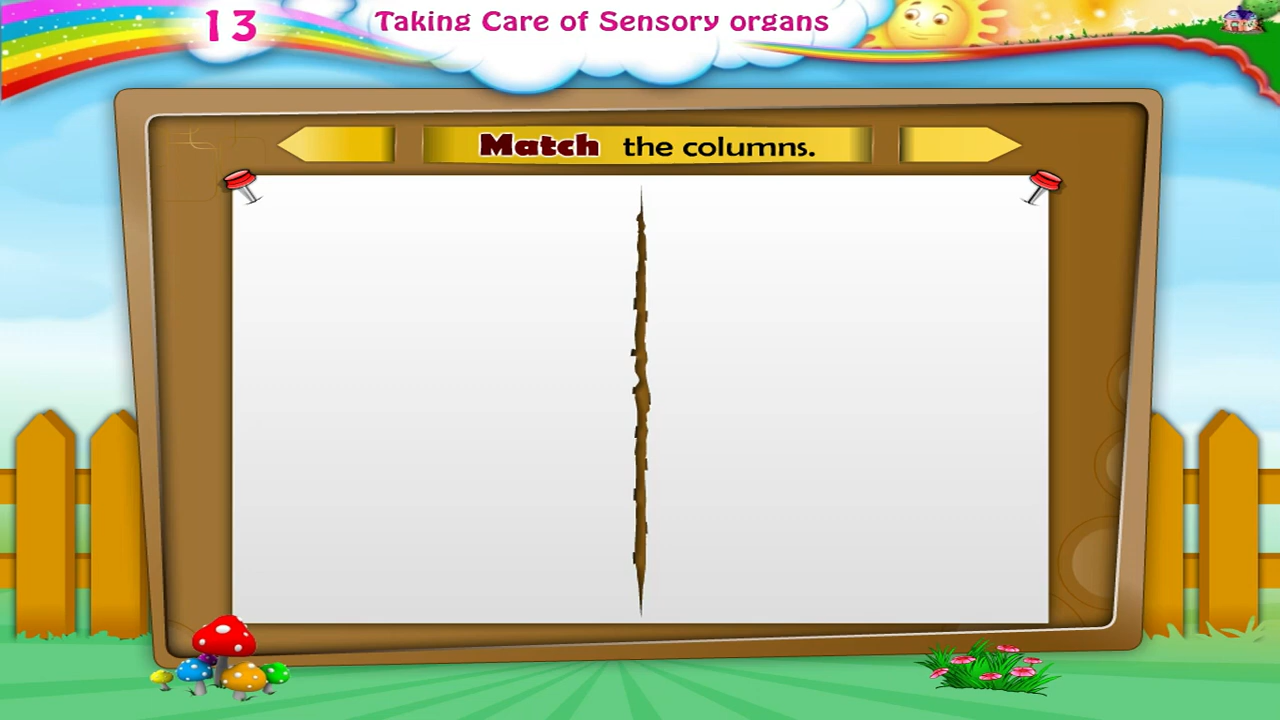 13
Taking Care of Sensory organs
Match the columns.